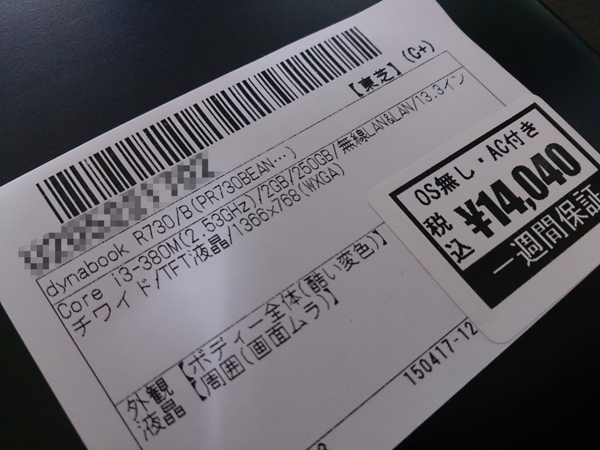 【東芝】 (C+)
dynabook R730/B(PR730BEAN…)
Core i3-380M(2.53GHz)/2GB/250GB/無線LAN&LAN/13.3イン
チワイド/TFT液晶/1366x768(WXGA)
外観【ボディー全体(酷い変色)】
液晶【周囲(画面ムラ)】
150417-12
OS無し・AC付き
税込 ¥14,040
一週間保証